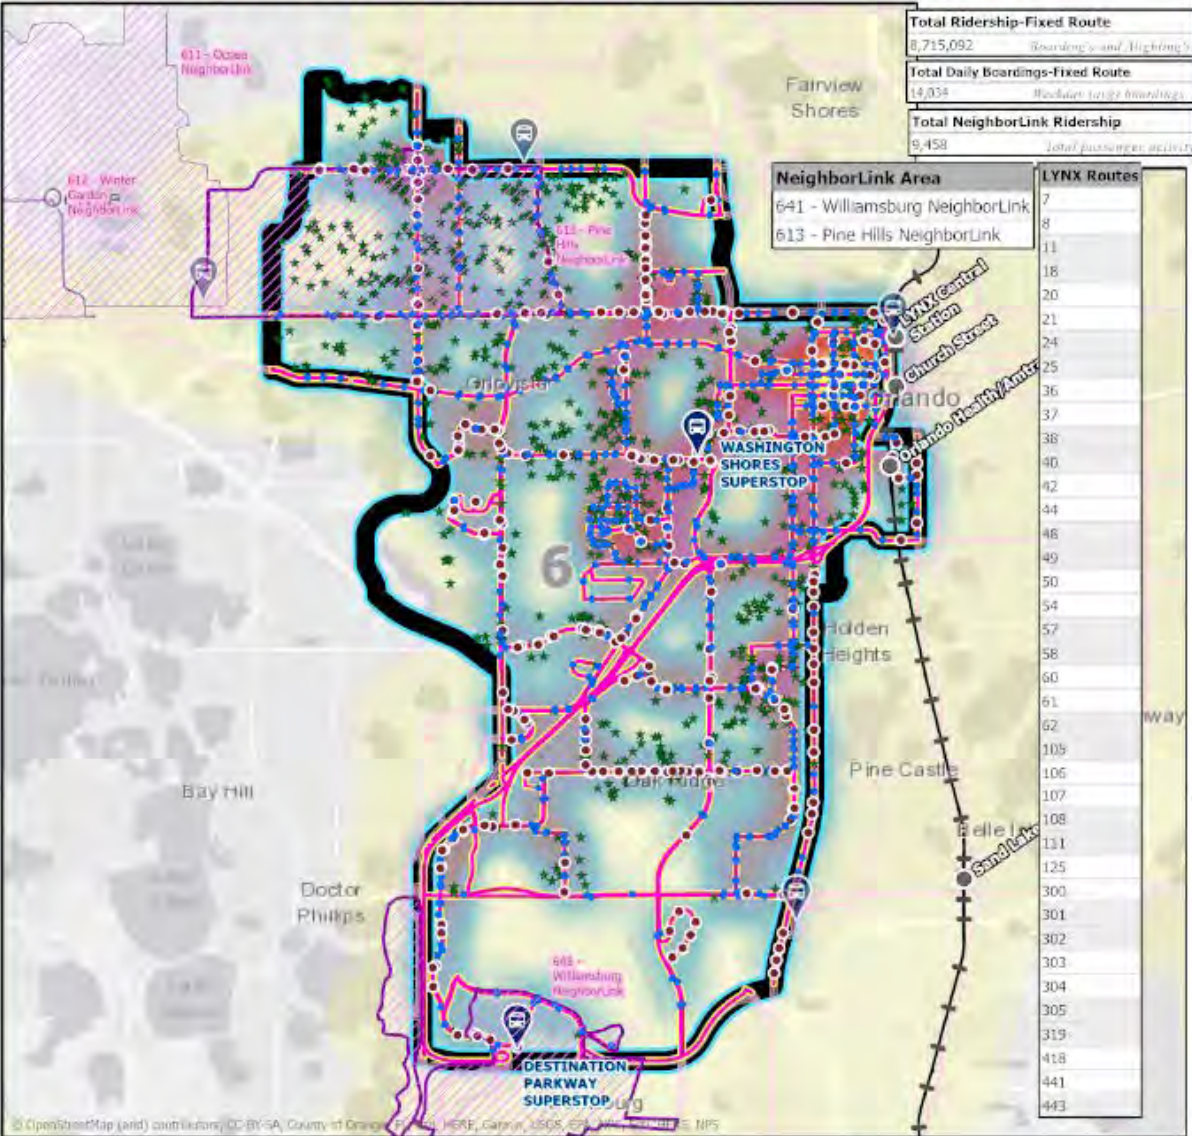 Total Ridership-Fixed Route
8,715,092
Total Daily Boardings-Fixed Route
14,034
Total NeighborLink Ridership
9,458
NeighborLink Area
641 - Williamsburg NeighborLink
613 - Pine Hills NeighborLink
LYNX Routes
7
8
11
18
20
21
24
25
36
37
38
40
42
44
48
49
50
54
57
58
60
61
62
105
106
107
108
111
125
300
301
302
303
304
305
319
418
441
443
611 - Ocoee
NeighborLink
612 - Winter
Garden
NeighborLink
613 - Pine
Hills
NeighborLink
Fairview
Shores
LYNX Central
Station
Church Street
Orlando Health/Amtra
Orlando
WASHINGTON
SHORES
SUPERSTOP
6
Holden
Heights
Oak Ridge
Pine Castle
Sand Lake
way
Bay Hill
Doctor
Phillips
Williamsburg
NeighborLink
DESTINATION
PARKWAY
SUPERSTOP